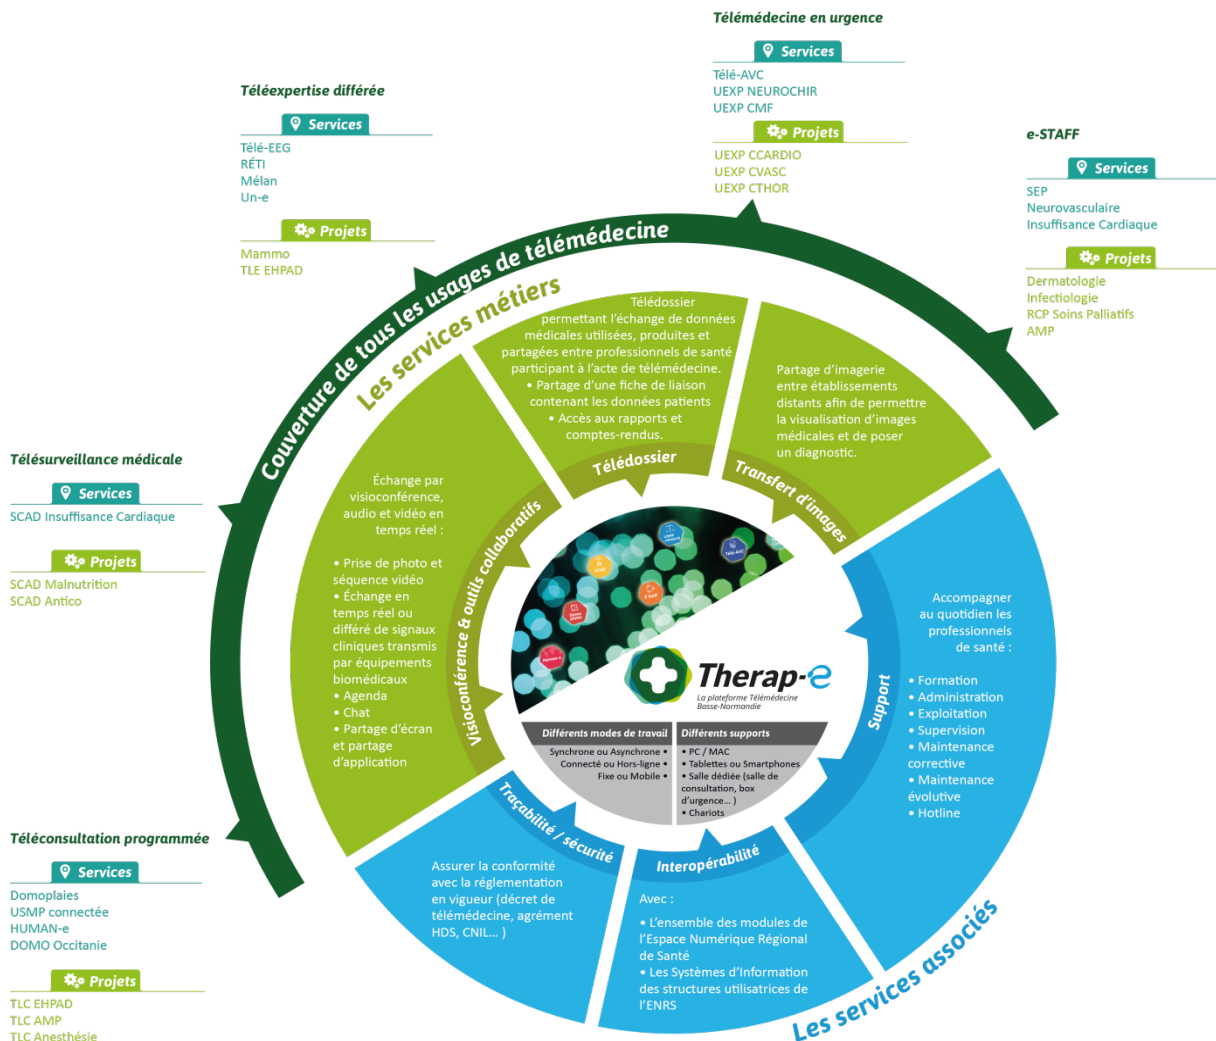 Télémédecine en urgence
Services
Télé-AVC
UEXP NEUROCHIR
UEXP CMF
Projets
UEXP CCARDIO
UEXP CVASC
UEXP CTHOR
Téléexpertise différée
Services
Télé-EEG
RÉTI
Mélan
Un-e
Projets
Mammo
TLE EHPAD
e-STAFF
Services
SEP
Neurovasculaire
Insuffisance Cardiaque
Projets
Dermatologie
Infectiologie
RCP Soins Palliatifs
AMP
Télésurveillance médicale
Services
SCAD Insuffisance Cardiaque
Projets
SCAD Malnutrition
SCAD Antico
Téléconsultation programmée
Services
Domoplaies
USMP connectée
HUMAN-e
DOMO Occitanie
Projets
TLC EHPAD
TLC AMP
TLC Anesthésie
Couverture de tous les usages de télémédecine
Les services métiers
Échange par
visioconférence,
audio et vidéo en
temps réel :
• Prise de photo et
séquence vidéo
• Échange en
temps réel ou
différé de signaux
cliniques transmis
par équipements
biomédicaux
• Agenda
• Chat
• Partage d'écran
et partage
d'application
Visioconférence & outils collaboratifs
Télédossier
permettant l'échange de données
médicales utilisées, produites et
partagées entre professionnels de santé
participant à l'acte de télémédecine.
• Partage d'une fiche de liaison
contenant les données patients
• Accès aux rapports et
comptes-rendus.
Télédossier
Partage d'imagerie
entre établissements
distants afin de permettre
la visualisation d'images
médicales et de poser
un diagnostic.
Transfert d'images
Accompagner
au quotidien les
professionnels
de santé :
• Formation
• Administration
• Exploitation
• Supervision
• Maintenance
corrective
• Maintenance
évolutive
• Hotline
Support
Therap-e
La plateforme Télémédecine
Basse-Normandie
Différents modes de travail
Synchrone ou Asynchrone •
Connecté ou Hors-ligne •
Fixe ou Mobile •
Différents supports
• PC / MAC
• Tablettes ou Smartphones
• Salle dédiée (salle de
consultation, box
d'urgence... )
• Chariots
Traçabilité / sécurité
Assurer la conformité
avec la réglementation
en vigueur (décret de
télémédecine, agrément
HDS, CNIL... )
Interopérabilité
Avec :
• L'ensemble des modules de
l'Espace Numérique Régional
de Santé
• Les Systèmes d'Information
des structures utilisatrices de
l'ENRS
Les services associés